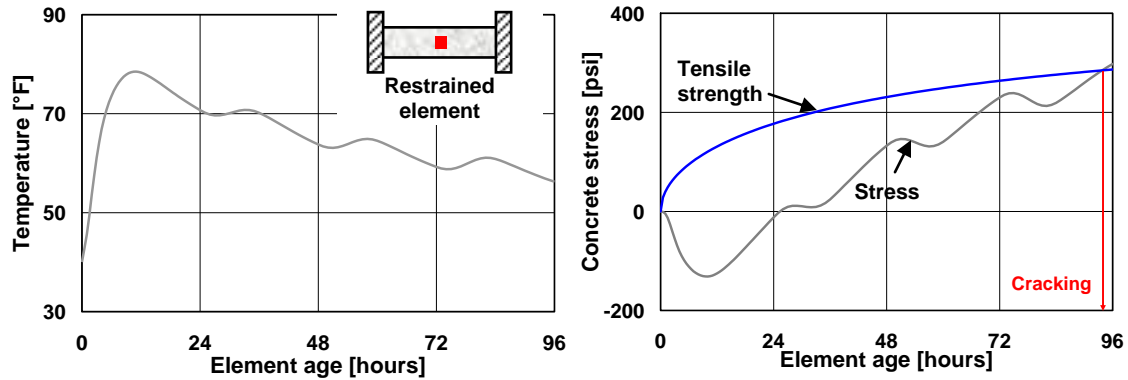 90
70
50
30
Temperature [°F]
Restrained
element
0
24
48
72
96
Element age [hours]
400
200
0
-200
Concrete stress [psi]
Tensile
strength
Stress
Cracking
0
24
48
72
96
Element age [hours]